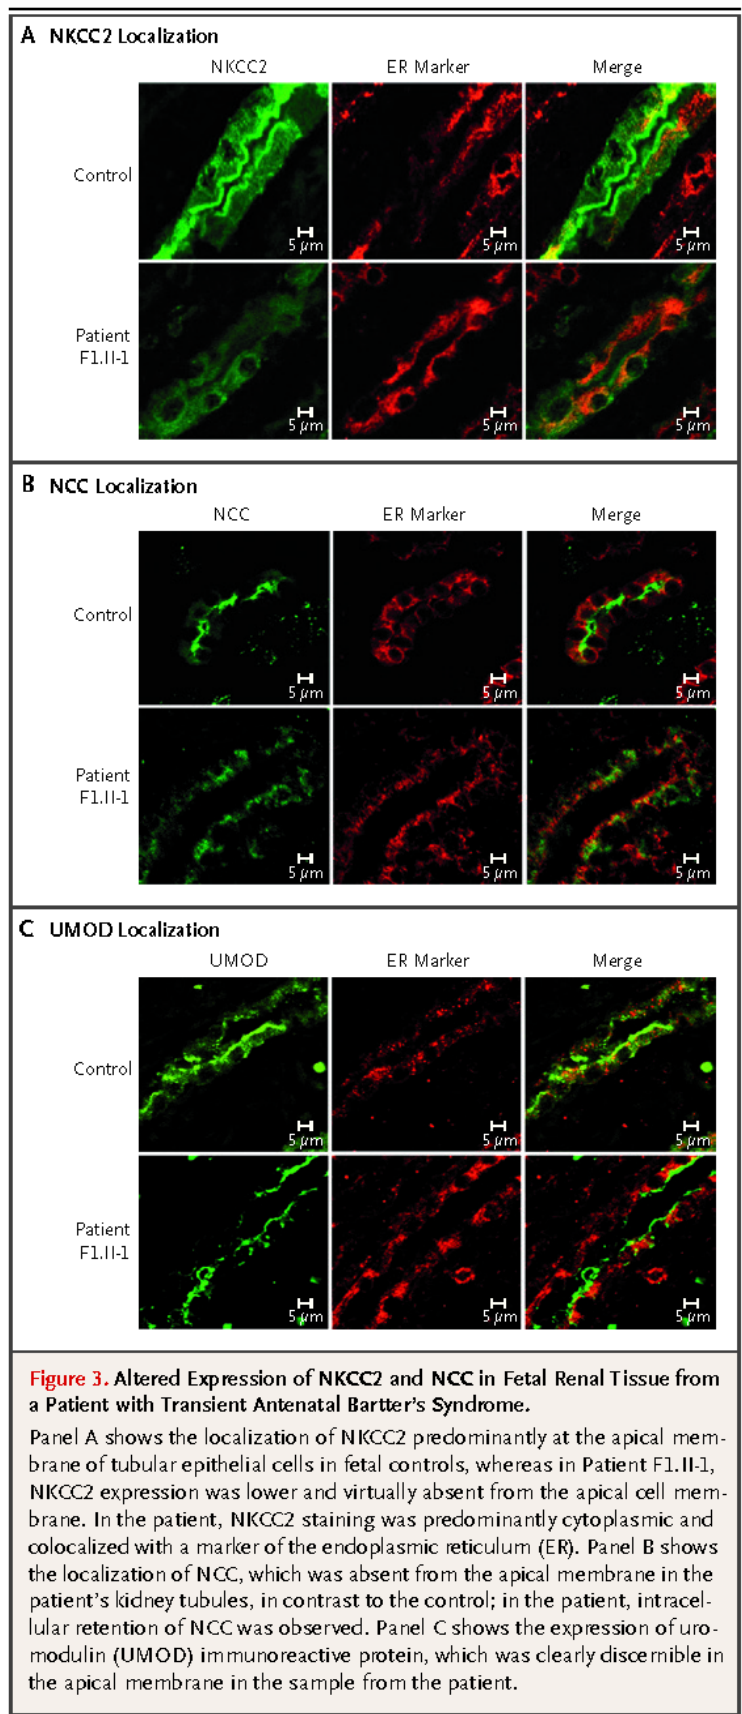 A NKCC2 Localization
NKCC2 ER Marker Merge
Control
5 µm 5 µm 5 µm
Patient
F1.II-1
5 µm 5 µm 5 µm
B NCC Localization
NCC ER Marker Merge
Control
5 µm 5 µm 5 µm
Patient
F1.II-1
5 µm 5 µm 5 µm
C UMOD Localization
UMOD ER Marker Merge
Control
5 µm 5 µm 5 µm
Patient
F1.II-1
5 µm 5 µm 5 µm
Figure 3. Altered Expression of NKCC2 and NCC in Fetal Renal Tissue from
a Patient with Transient Antenatal Bartter's Syndrome.
Panel A shows the localization of NKCC2 predominantly at the apical mem-
brane of tubular epithelial cells in fetal controls, whereas in Patient F1.II-1,
NKCC2 expression was lower and virtually absent from the apical cell mem-
brane. In the patient, NKCC2 staining was predominantly cytoplasmic and
colocalized with a marker of the endoplasmic reticulum (ER). Panel B shows
the localization of NCC, which was absent from the apical membrane in the
patient's kidney tubules, in contrast to the control; in the patient, intracel-
lular retention of NCC was observed. Panel C shows the expression of uro-
modulin (UMOD) immunoreactive protein, which was clearly discernible in
the apical membrane in the sample from the patient.